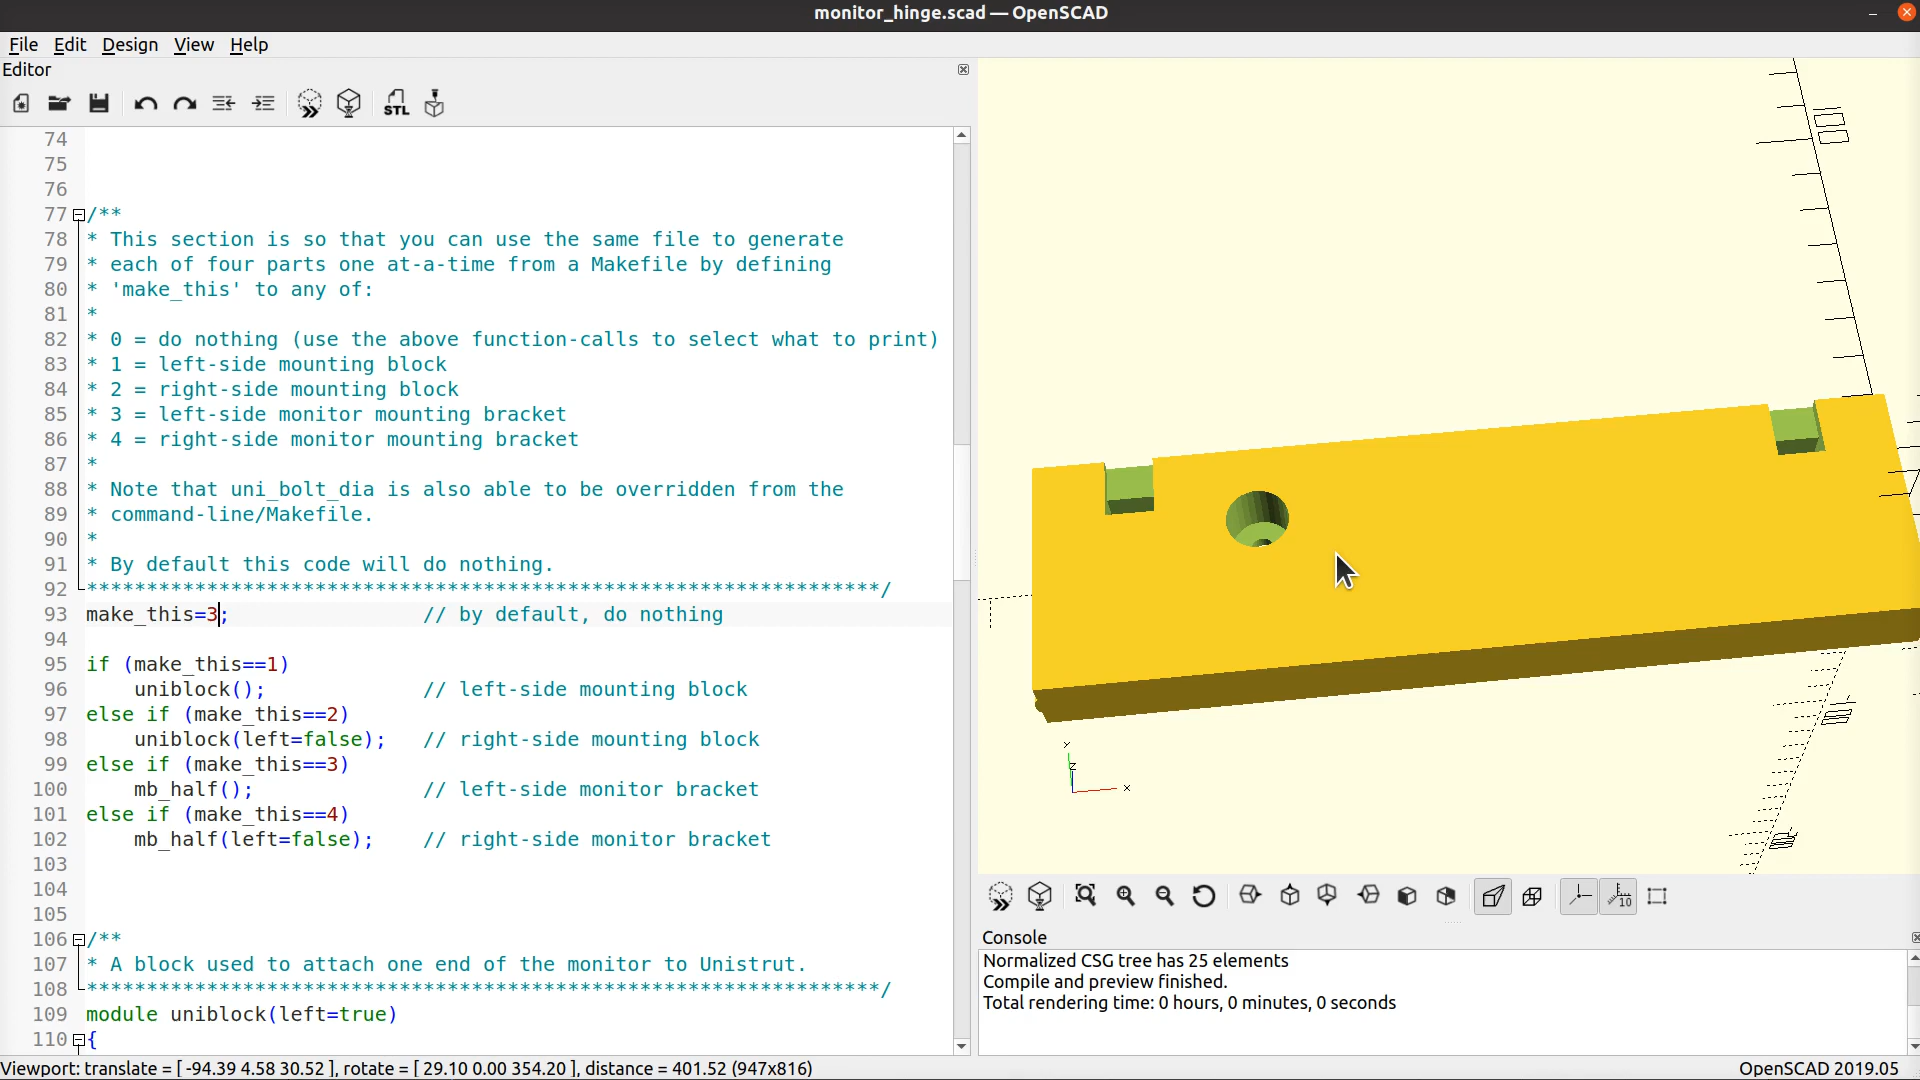 monitor_hinge.scad — OpenSCAD
File Edit Design View Help
Editor
STL
74
75
76
77 /**
78 * This section is so that you can use the same file to generate
79 * each of four parts one at-a-time from a Makefile by defining
80 * 'make_this' to any of:
81 *
82 * 0 = do nothing (use the above function-calls to select what to print)
83 * 1 = left-side mounting block
84 * 2 = right-side mounting block
85 * 3 = left-side monitor mounting bracket
86 * 4 = right-side monitor mounting bracket
87 *
88 * Note that uni_bolt_dia is also able to be overridden from the
89 * command-line/Makefile.
90 *
91 * By default this code will do nothing.
92 ******************************************************************/
93 make_this=3; // by default, do nothing
94
95 if (make_this==1)
96 uniblock(); // left-side mounting block
97 else if (make_this==2)
98 uniblock(left=false); // right-side mounting block
99 else if (make_this==3)
100 mb_half(); // left-side monitor bracket
101 else if (make_this==4)
102 mb_half(left=false); // right-side monitor bracket
103
104
105
106 /**
107 * A block used to attach one end of the monitor to Unistrut.
108 ******************************************************************/
109 module uniblock(left=true)
110 {
100
y
z
x
10
Console
Normalized CSG tree has 25 elements
Compile and preview finished.
Total rendering time: 0 hours, 0 minutes, 0 seconds
Viewport: translate = [ -94.39 4.58 30.52 ], rotate = [ 29.10 0.00 354.20 ], distance = 401.52 (947x816)
OpenSCAD 2019.05